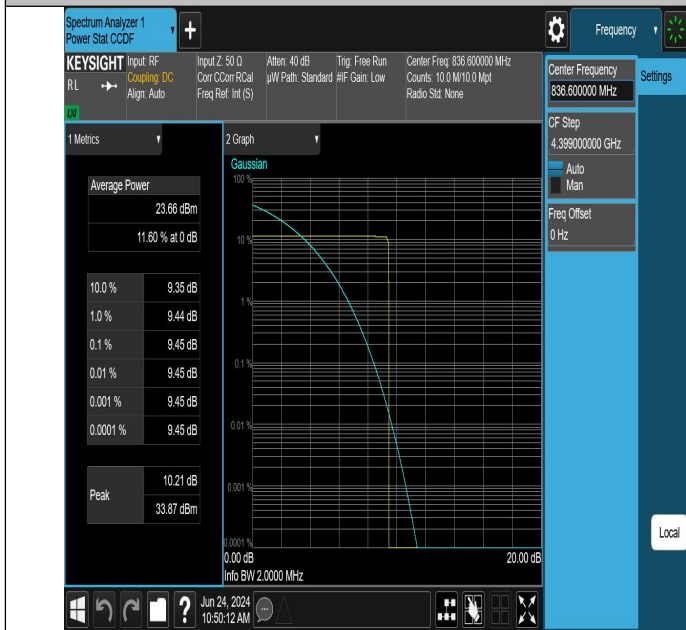 Spectrum Analyzer 1
Power Stat CCDF
Frequency
KEYSIGHT
R L
LXI
Input: RF
Coupling: DC
Align: Auto
Input Z: 50 Ω
Corr CCorr RCal
Freq Ref: Int (S)
Atten: 40 dB
µW Path: Standard
Trig: Free Run
#IF Gain: Low
Center Freq: 836.600000 MHz
Counts: 10.0 M/10.0 Mpt
Radio Std: None
Center Frequency
836.600000 MHz
Settings
CF Step
4.399000000 GHz
Auto
Man
Freq Offset
0 Hz
1 Metrics
Average Power
23.66 dBm
11.60 % at 0 dB
10.0 % 9.35 dB
1.0 % 9.44 dB
0.1 % 9.45 dB
0.01 % 9.45 dB
0.001 % 9.45 dB
0.0001 % 9.45 dB
Peak
10.21 dB
33.87 dBm
2 Graph
Gaussian
100 %
10 %
1 %
0.1 %
0.01 %
0.001 %
0.0001 %
0.00 dB 20.00 dB
Info BW 2.0000 MHz
Local
?
Jun 24, 2024
10:50:12 AM